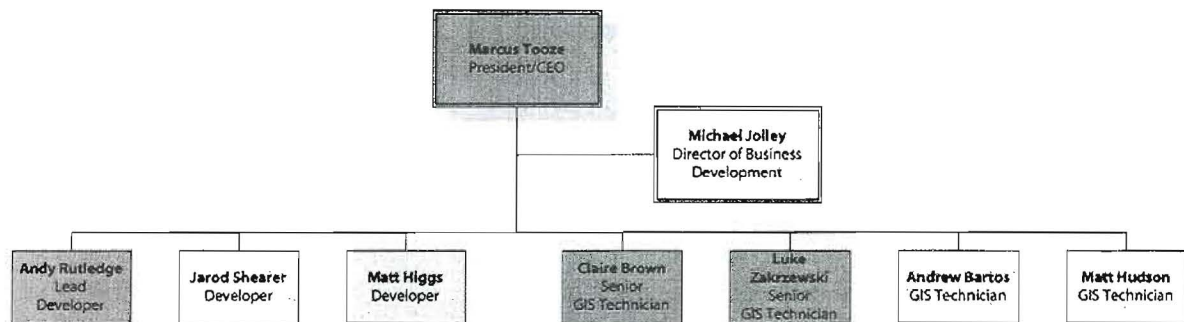 Marcus Tooze
President/CEO
Michael Jolley
Director of Business
Development
Andy Rutledge
Lead
Developer
Jarod Shearer
Developer
Matt Higgs
Developer
Claire Brown
Senior
GIS Technician
Luke
Zakrzewski
Senior
GIS Technician
Andrew Bartos
GIS Technician
Matt Hudson
GIS Technician